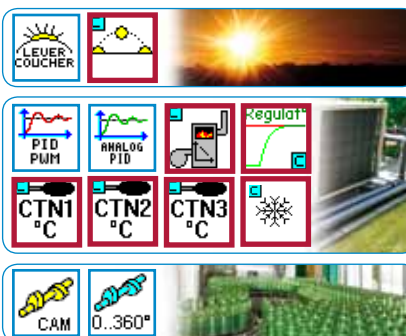 LEVER
COUCHER
C
PID
PWM
ANALOG
PID
C
Regulat°
C
C
CTN1
°C
C
CTN2
°C
C
CTN3
°C
C
CAM
0..360°